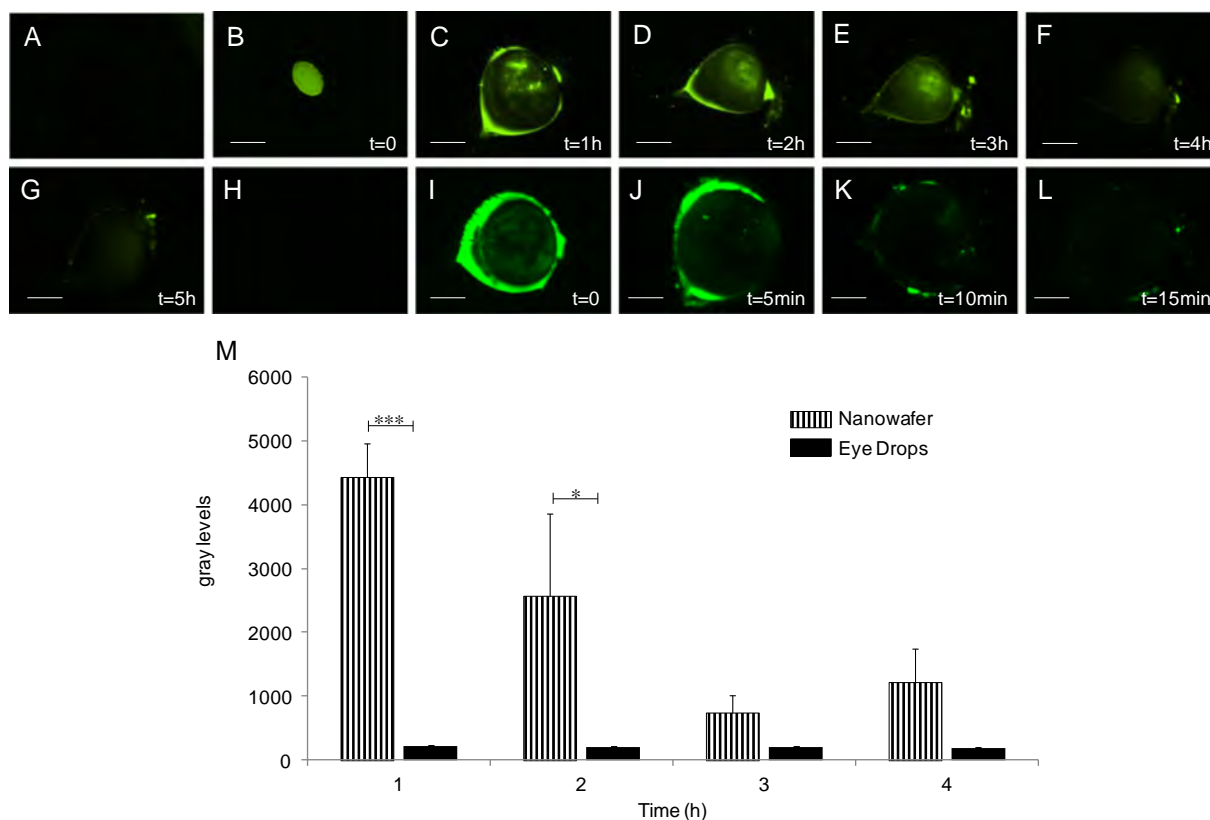 A
B
t=0
C
t=1h
D
t=2h
E
t=3h
F
t=4h
G
t=5h
H
I
t=0
J
t=5min
K
t=10min
L
t=15min
M
6000
5000
4000
3000
2000
1000
0
gray levels
***
*
Nanowafer
Eye Drops
1 2 3 4
Time (h)